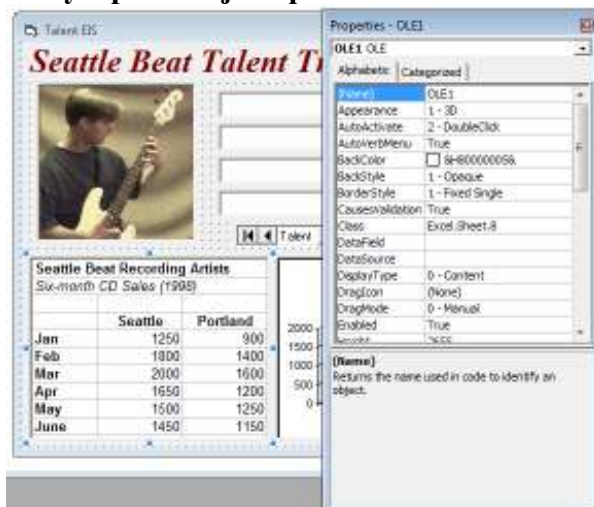 Talent EIS
Seattle Beat Talent
Talent
Seattle Beat Recording Artists
Six-month CD Sales (1998)
Seattle Portland
Jan 1250 900
Feb 1800 1400
Mar 2000 1600
Apr 1650 1200
May 1500 1250
June 1450 1150
2000
1500
1000
500
0
Properties - OLE1
OLE1 OLE
Alphabetic Categorized
(Name) OLE1
Appearance 1 - 3D
AutoActivate 2 - DoubleClick
AutoVerbMenu True
BackColor &H80000005&
BackStyle 1 - Opaque
BorderStyle 1 - Fixed Single
CausesValidation True
Class Excel.Sheet.8
DataField
DataSource
DisplayType 0 - Content
DragIcon (None)
DragMode 0 - Manual
Enabled True
(Name)
Returns the name used in code to identify an
object.